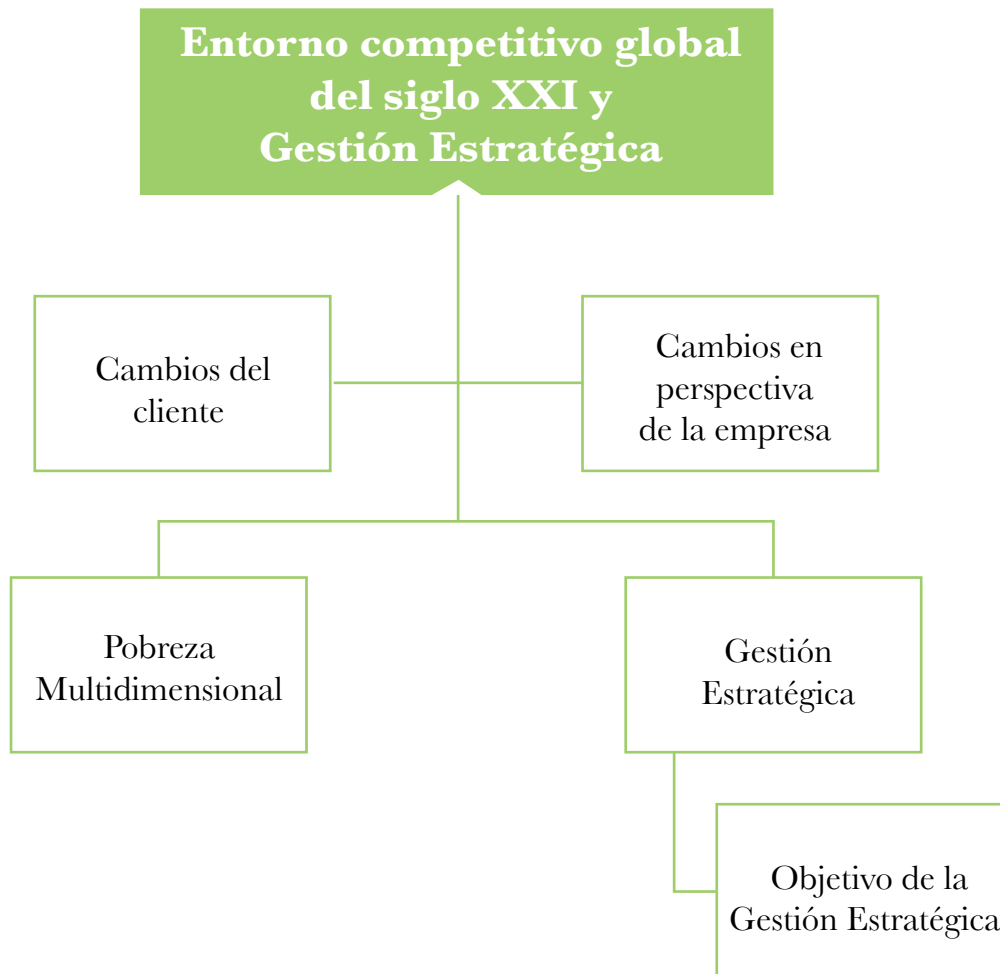 Entorno competitivo global
del siglo XXI y
Gestión Estratégica
Cambios del
cliente
Cambios en
perspectiva
de la empresa
Pobreza
Multidimensional
Gestión
Estratégica
Objetivo de la
Gestión Estratégica